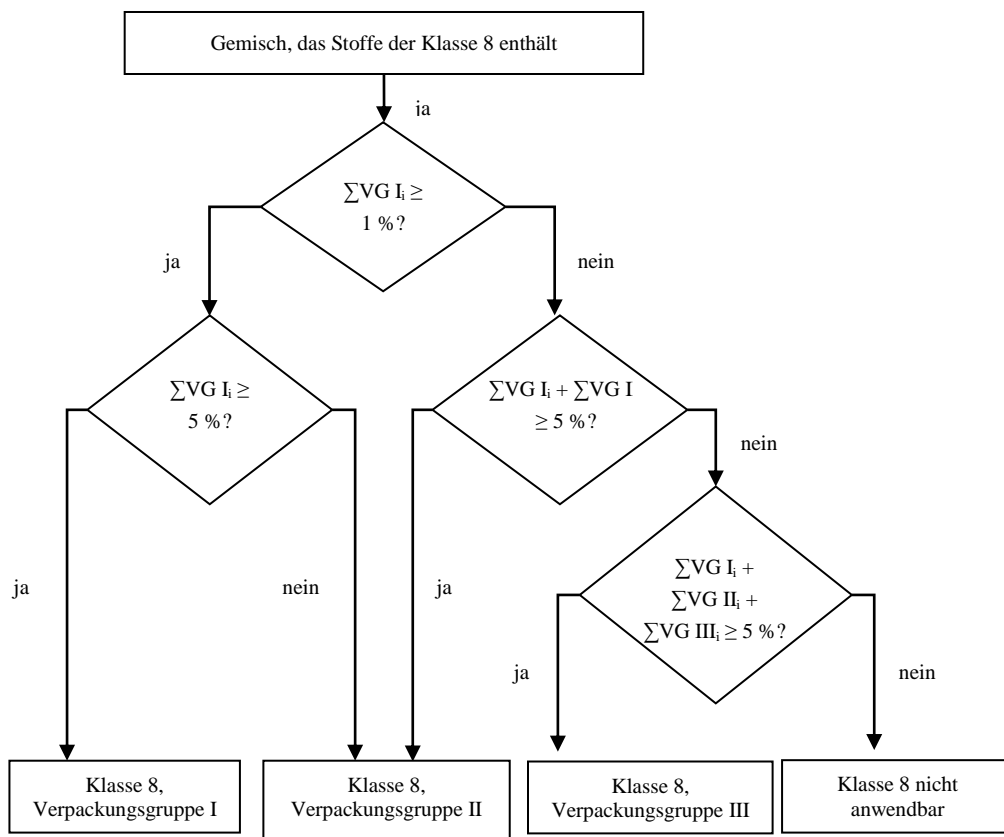 Gemisch, das Stoffe der Klasse 8 enthält
ja
∑VG Iᵢ ≥
1 %?
ja
nein
∑VG Iᵢ ≥
5 %?
∑VG Iᵢ + ∑VG I
≥ 5 %?
nein
ja
nein
ja
∑VG Iᵢ +
∑VG IIᵢ +
∑VG IIIᵢ ≥ 5 %?
ja
nein
Klasse 8,
Verpackungsgruppe I
Klasse 8,
Verpackungsgruppe II
Klasse 8,
Verpackungsgruppe III
Klasse 8 nicht
anwendbar